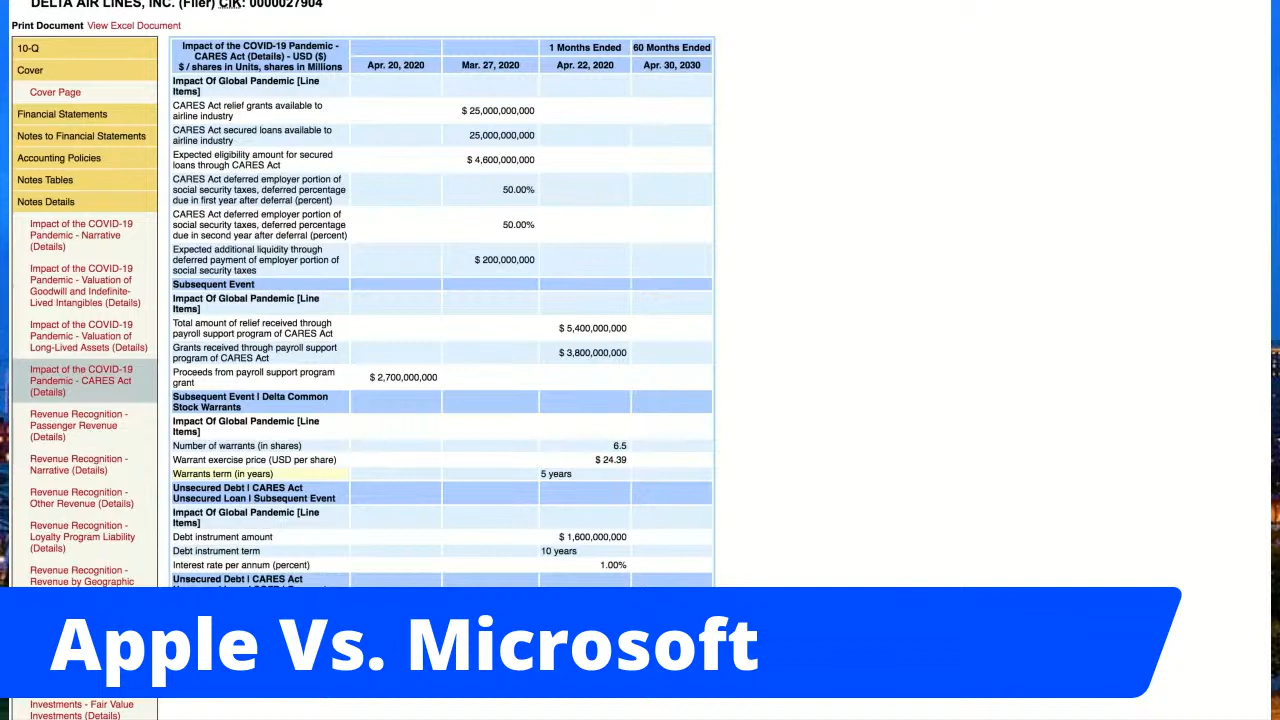 DELTA AIR LINES, INC. (Filer) CIK: 0000027904
Print Document View Excel Document
10-Q
Cover
Cover Page
Financial Statements
Notes to Financial Statements
Accounting Policies
Notes Tables
Notes Details
Impact of the COVID-19
Pandemic - Narrative
(Details)
Impact of the COVID-19
Pandemic - Valuation of
Goodwill and Indefinite-
Lived Intangibles (Details)
Impact of the COVID-19
Pandemic - Valuation of
Long-Lived Assets (Details)
Impact of the COVID-19
Pandemic - CARES Act
(Details)
Revenue Recognition -
Passenger Revenue
(Details)
Revenue Recognition -
Narrative (Details)
Revenue Recognition -
Other Revenue (Details)
Revenue Recognition -
Loyalty Program Liability
(Details)
Revenue Recognition -
Revenue by Geographic
Investments - Fair Value
Investments (Details)
Impact of the COVID-19 Pandemic -
CARES Act (Details) - USD ($)
$ / shares in Units, shares in Millions
1 Months Ended 60 Months Ended
Apr. 20, 2020 Mar. 27, 2020 Apr. 22, 2020 Apr. 30, 2030
Impact Of Global Pandemic [Line
Items]
CARES Act relief grants available to
airline industry $ 25,000,000,000
CARES Act secured loans available to
airline industry 25,000,000,000
Expected eligibility amount for secured
loans through CARES Act $ 4,600,000,000
CARES Act deferred employer portion of
social security taxes, deferred percentage
due in first year after deferral (percent) 50.00%
CARES Act deferred employer portion of
social security taxes, deferred percentage
due in second year after deferral (percent) 50.00%
Expected additional liquidity through
deferred payment of employer portion of
social security taxes $ 200,000,000
Subsequent Event
Impact Of Global Pandemic [Line
Items]
Total amount of relief received through
payroll support program of CARES Act $ 5,400,000,000
Grants received through payroll support
program of CARES Act $ 3,800,000,000
Proceeds from payroll support program
grant $ 2,700,000,000
Subsequent Event | Delta Common
Stock Warrants
Impact Of Global Pandemic [Line
Items]
Number of warrants (in shares) 6.5
Warrant exercise price (USD per share) $ 24.39
Warrants term (in years) 5 years
Unsecured Debt | CARES Act
Unsecured Loan | Subsequent Event
Impact Of Global Pandemic [Line
Items]
Debt instrument amount $ 1,600,000,000
Debt instrument term 10 years
Interest rate per annum (percent) 1.00%
Unsecured Debt | CARES Act
Apple Vs. Microsoft